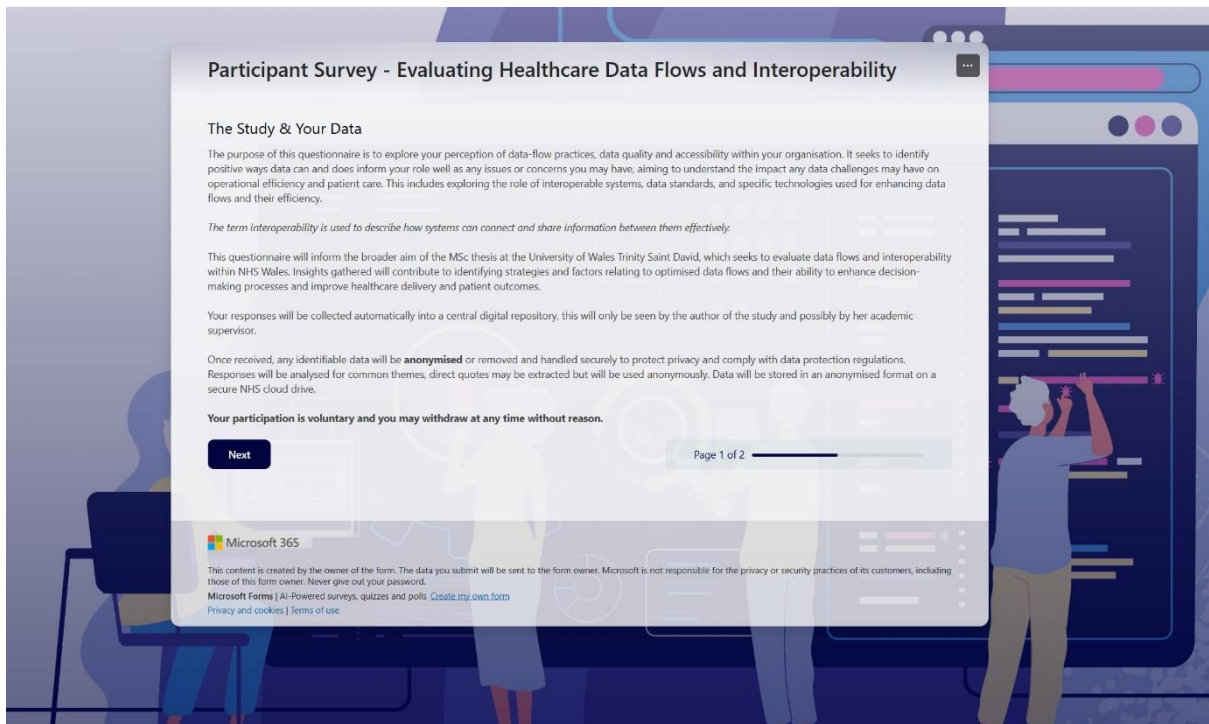 Participant Survey - Evaluating Healthcare Data Flows and Interoperability
The Study & Your Data
The purpose of this questionnaire is to explore your perception of data-flow practices, data quality and accessibility within your organisation. It seeks to identify
positive ways data can and does inform your role well as any issues or concerns you may have, aiming to understand the impact any data challenges may have on
operational efficiency and patient care. This includes exploring the role of interoperable systems, data standards, and specific technologies used for enhancing data
flows and their efficiency.
The term interoperability is used to describe how systems can connect and share information between them effectively.
This questionnaire will inform the broader aim of the MSc thesis at the University of Wales Trinity Saint David, which seeks to evaluate data flows and interoperability
within NHS Wales. Insights gathered will contribute to identifying strategies and factors relating to optimised data flows and their ability to enhance decision-
making processes and improve healthcare delivery and patient outcomes.
Your responses will be collected automatically into a central digital repository, this will only be seen by the author of the study and possibly by her academic
supervisor.
Once received, any identifiable data will be anonymised or removed and handled securely to protect privacy and comply with data protection regulations.
Responses will be analysed for common themes, direct quotes may be extracted but will be used anonymously. Data will be stored in an anonymised format on a
secure NHS cloud drive.
Your participation is voluntary and you may withdraw at any time without reason.
Next
Page 1 of 2
Microsoft 365
This content is created by the owner of the form. The data you submit will be sent to the form owner. Microsoft is not responsible for the privacy or security practices of its customers, including
those of this form owner. Never give out your password.
Microsoft Forms | AI-Powered surveys, quizzes and polls Create my own form
Privacy and cookies | Terms of use